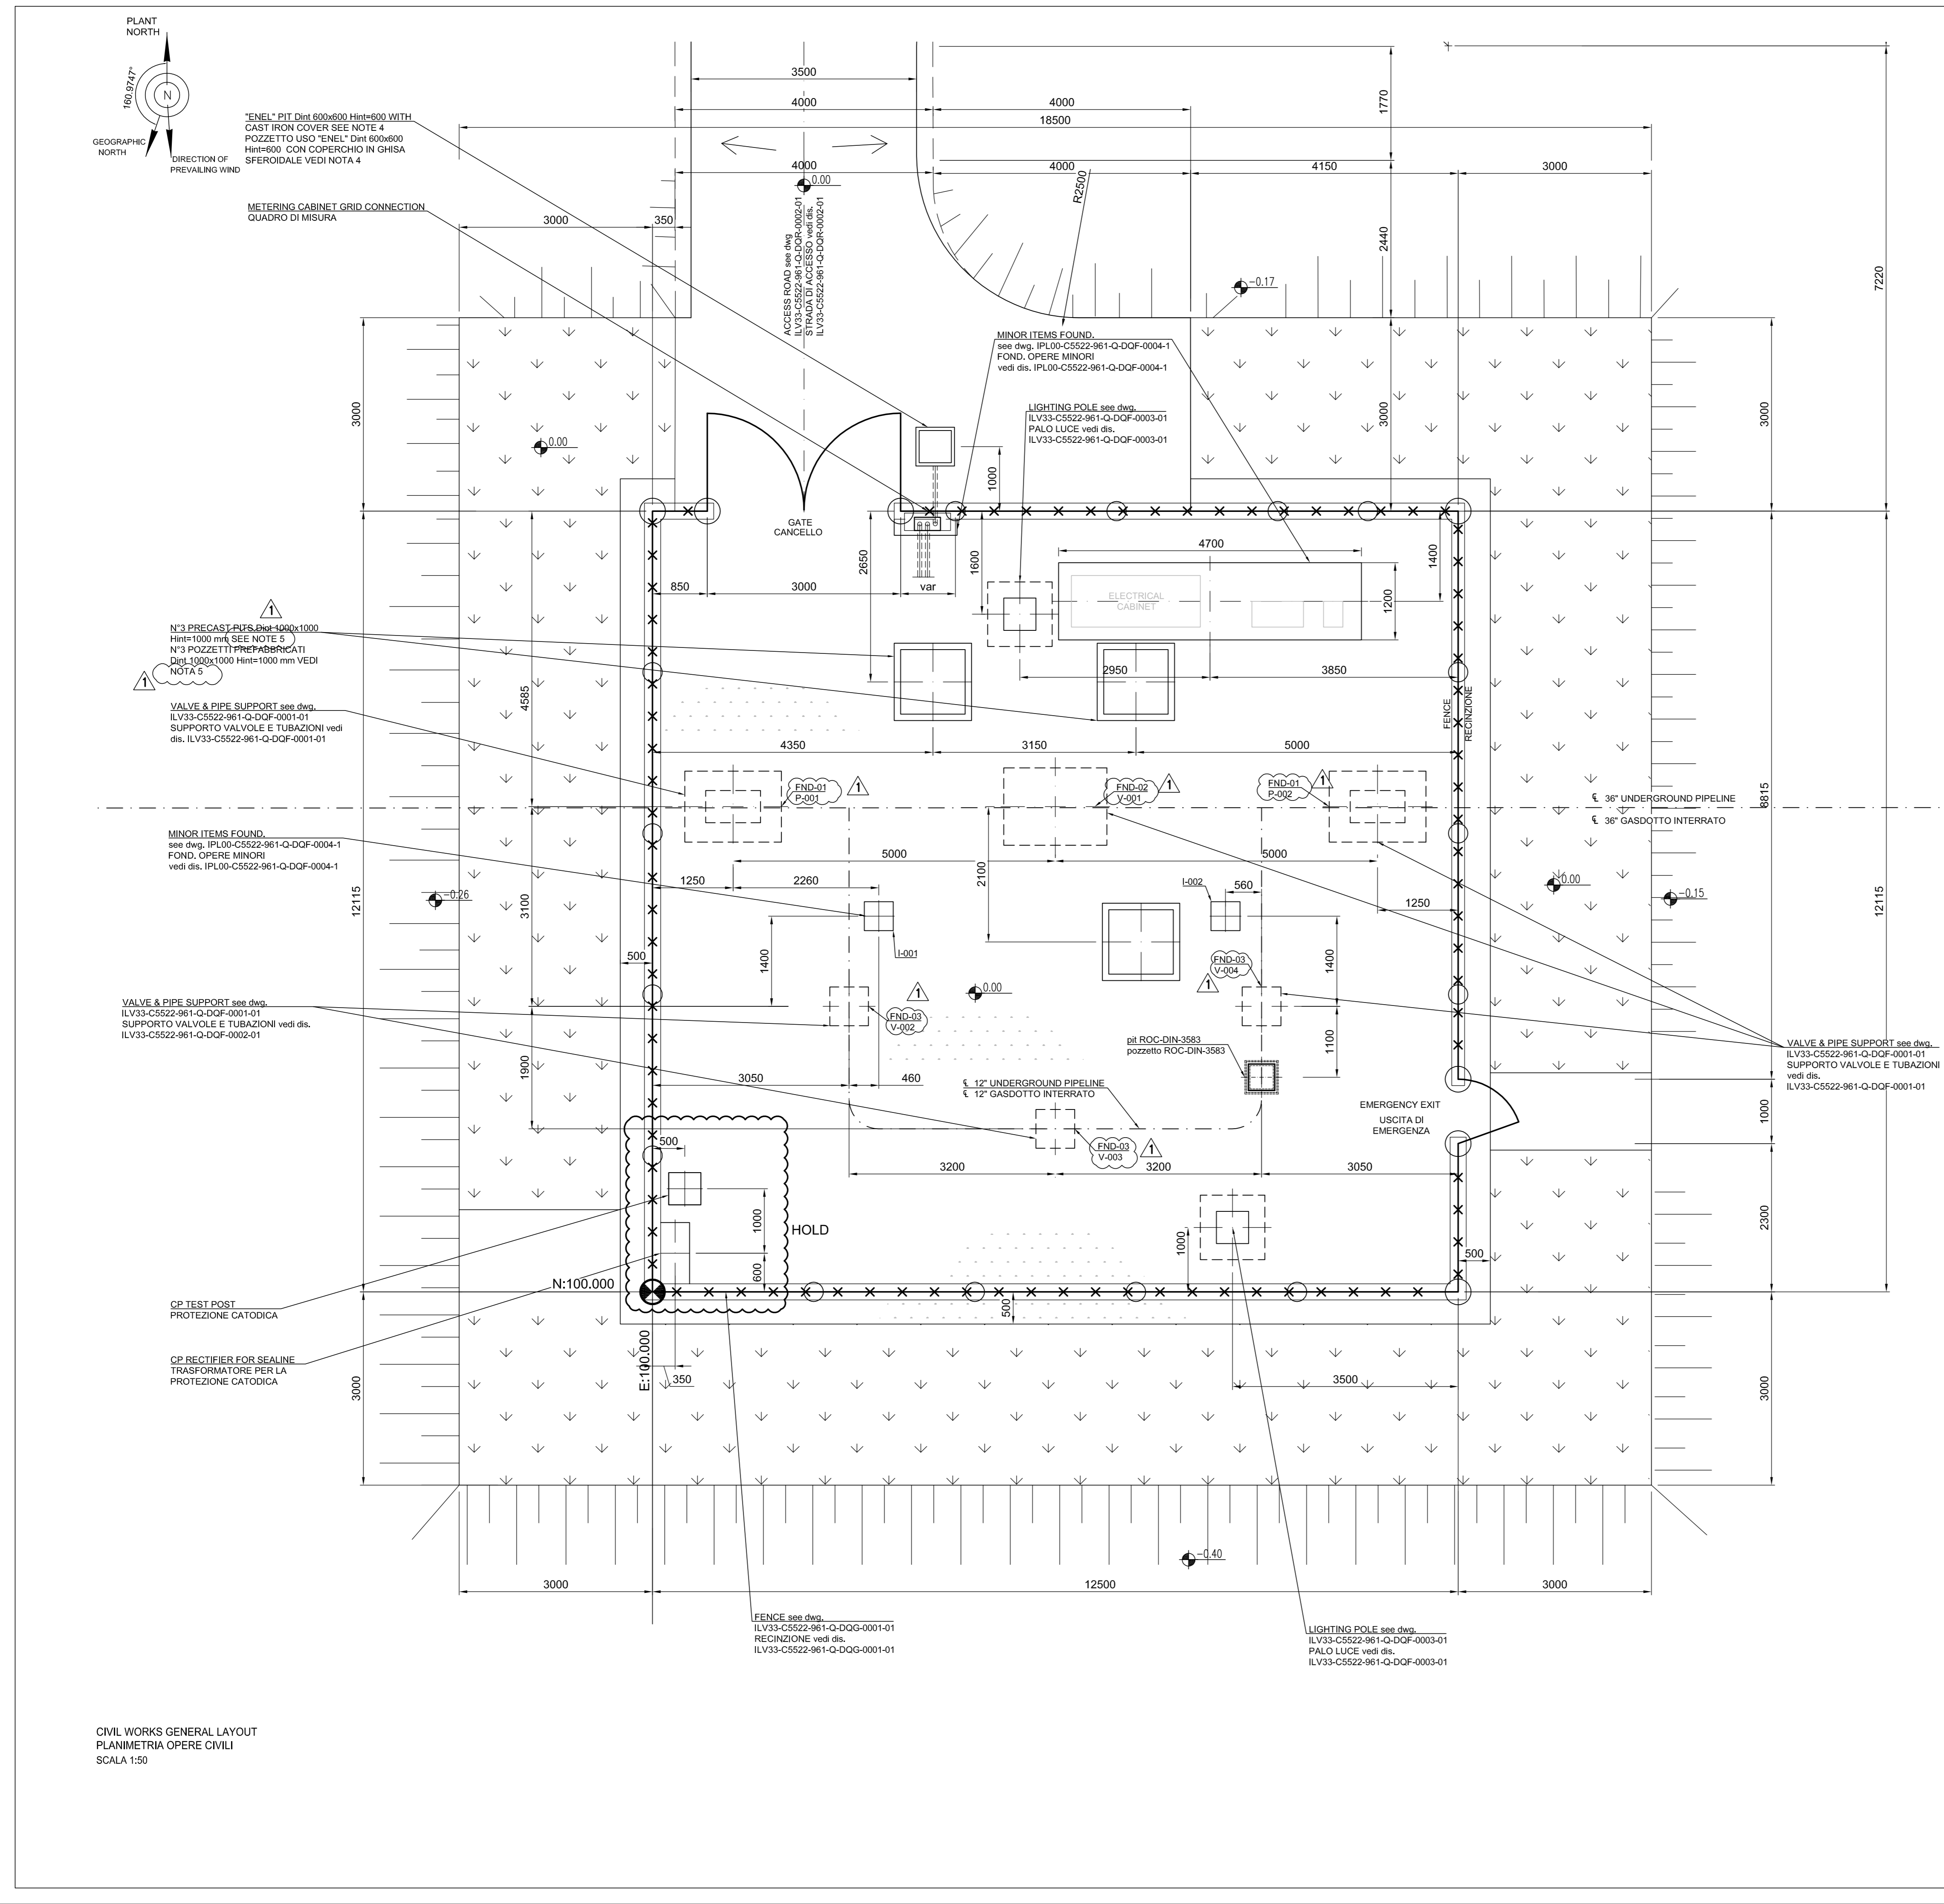 PLANT
NORTH
160.9747°
N
GEOGRAPHIC
NORTH
DIRECTION OF
PREVAILING WIND
"ENEL" PIT Dint 600x600 Hint=600 WITH
CAST IRON COVER SEE NOTE 4
POZZETTO USO "ENEL" Dint 600x600
Hint=600 CON COPERCHIO IN GHISA
SFEROIDALE VEDI NOTA 4
METERING CABINET GRID CONNECTION
QUADRO DI MISURA
3500
4000
4000
18500
4000
4000
4150
3000
0.00
1770
2440
7220
R2500
3000
350
ACCESS ROAD see dwg
ILV33-C5522-961-Q-DQR-0002-01
STRADA DI ACCESSO vedi dis.
ILV33-C5522-961-Q-DQR-0002-01
-0.17
MINOR ITEMS FOUND.
see dwg. IPL00-C5522-961-Q-DQF-0004-1
FOND. OPERE MINORI
vedi dis. IPL00-C5522-961-Q-DQF-0004-1
LIGHTING POLE see dwg.
ILV33-C5522-961-Q-DQF-0003-01
PALO LUCE vedi dis.
ILV33-C5522-961-Q-DQF-0003-01
3000
3000
3000
0.00
1000
GATE
CANCELLO
2650
1600
4700
1400
1200
850
3000
var
ELECTRICAL
CABINET
1
N°3 PRECAST PITS Dint 1000x1000
Hint=1000 mm SEE NOTE 5
N°3 POZZETTI PREFABBRICATI
Dint 1000x1000 Hint=1000 mm VEDI
NOTA 5
1
2950
3850
4585
FENCE
RECINZIONE
VALVE & PIPE SUPPORT see dwg.
ILV33-C5522-961-Q-DQF-0001-01
SUPPORTO VALVOLE E TUBAZIONI vedi
dis. ILV33-C5522-961-Q-DQF-0001-01
4350
3150
5000
FND-01
P-001
1
FND-02
V-001
1
FND-01
P-002
1
8815
36" UNDERGROUND PIPELINE
36" GASDOTTO INTERRATO
MINOR ITEMS FOUND.
see dwg. IPL00-C5522-961-Q-DQF-0004-1
FOND. OPERE MINORI
vedi dis. IPL00-C5522-961-Q-DQF-0004-1
5000
5000
2100
1250
2260
I-002
560
1250
0.00
-0.15
-0.26
12115
3100
12115
1400
I-001
1400
500
FND-03
V-004
1
0.00
1
FND-03
V-002
VALVE & PIPE SUPPORT see dwg.
ILV33-C5522-961-Q-DQF-0001-01
SUPPORTO VALVOLE E TUBAZIONI vedi dis.
ILV33-C5522-961-Q-DQF-0002-01
pit ROC-DIN-3583
pozzetto ROC-DIN-3583
1100
VALVE & PIPE SUPPORT see dwg.
ILV33-C5522-961-Q-DQF-0001-01
SUPPORTO VALVOLE E TUBAZIONI
vedi dis.
ILV33-C5522-961-Q-DQF-0001-01
1900
3050
460
12" UNDERGROUND PIPELINE
12" GASDOTTO INTERRATO
EMERGENCY EXIT
USCITA DI
EMERGENZA
1000
500
FND-03
V-003
1
3200
3200
3050
1000
HOLD
1000
2300
600
500
N:100.000
500
E:100.000
CP TEST POST
PROTEZIONE CATODICA
CP RECTIFIER FOR SEALINE
TRASFORMATORE PER LA
PROTEZIONE CATODICA
350
3500
3000
3000
-0.40
3000
12500
3000
FENCE see dwg.
ILV33-C5522-961-Q-DQG-0001-01
RECINZIONE vedi dis.
ILV33-C5522-961-Q-DQG-0001-01
LIGHTING POLE see dwg.
ILV33-C5522-961-Q-DQF-0003-01
PALO LUCE vedi dis.
ILV33-C5522-961-Q-DQF-0003-01
CIVIL WORKS GENERAL LAYOUT
PLANIMETRIA OPERE CIVILI
SCALA 1:50